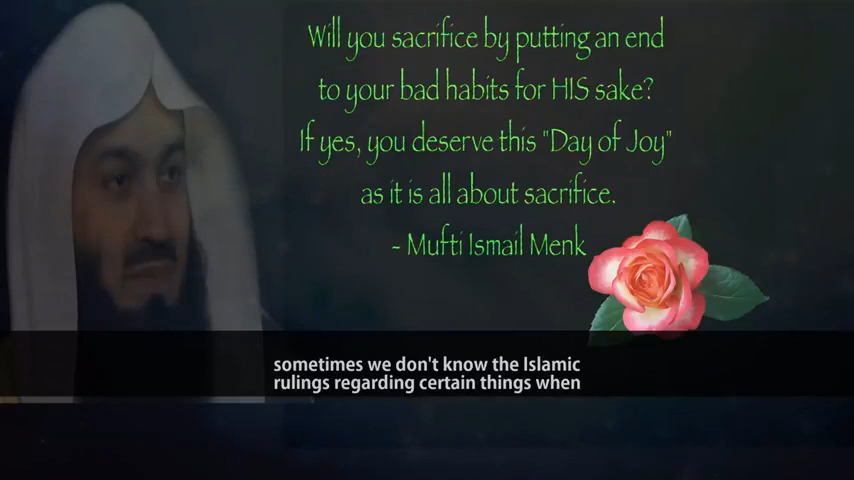 Will you sacrifice by putting an end
to your bad habits for HIS sake?
If yes, you deserve this "Day of Joy"
as it is all about sacrifice.
- Mufti Ismail Menk
sometimes we don't know the Islamic
rulings regarding certain things when